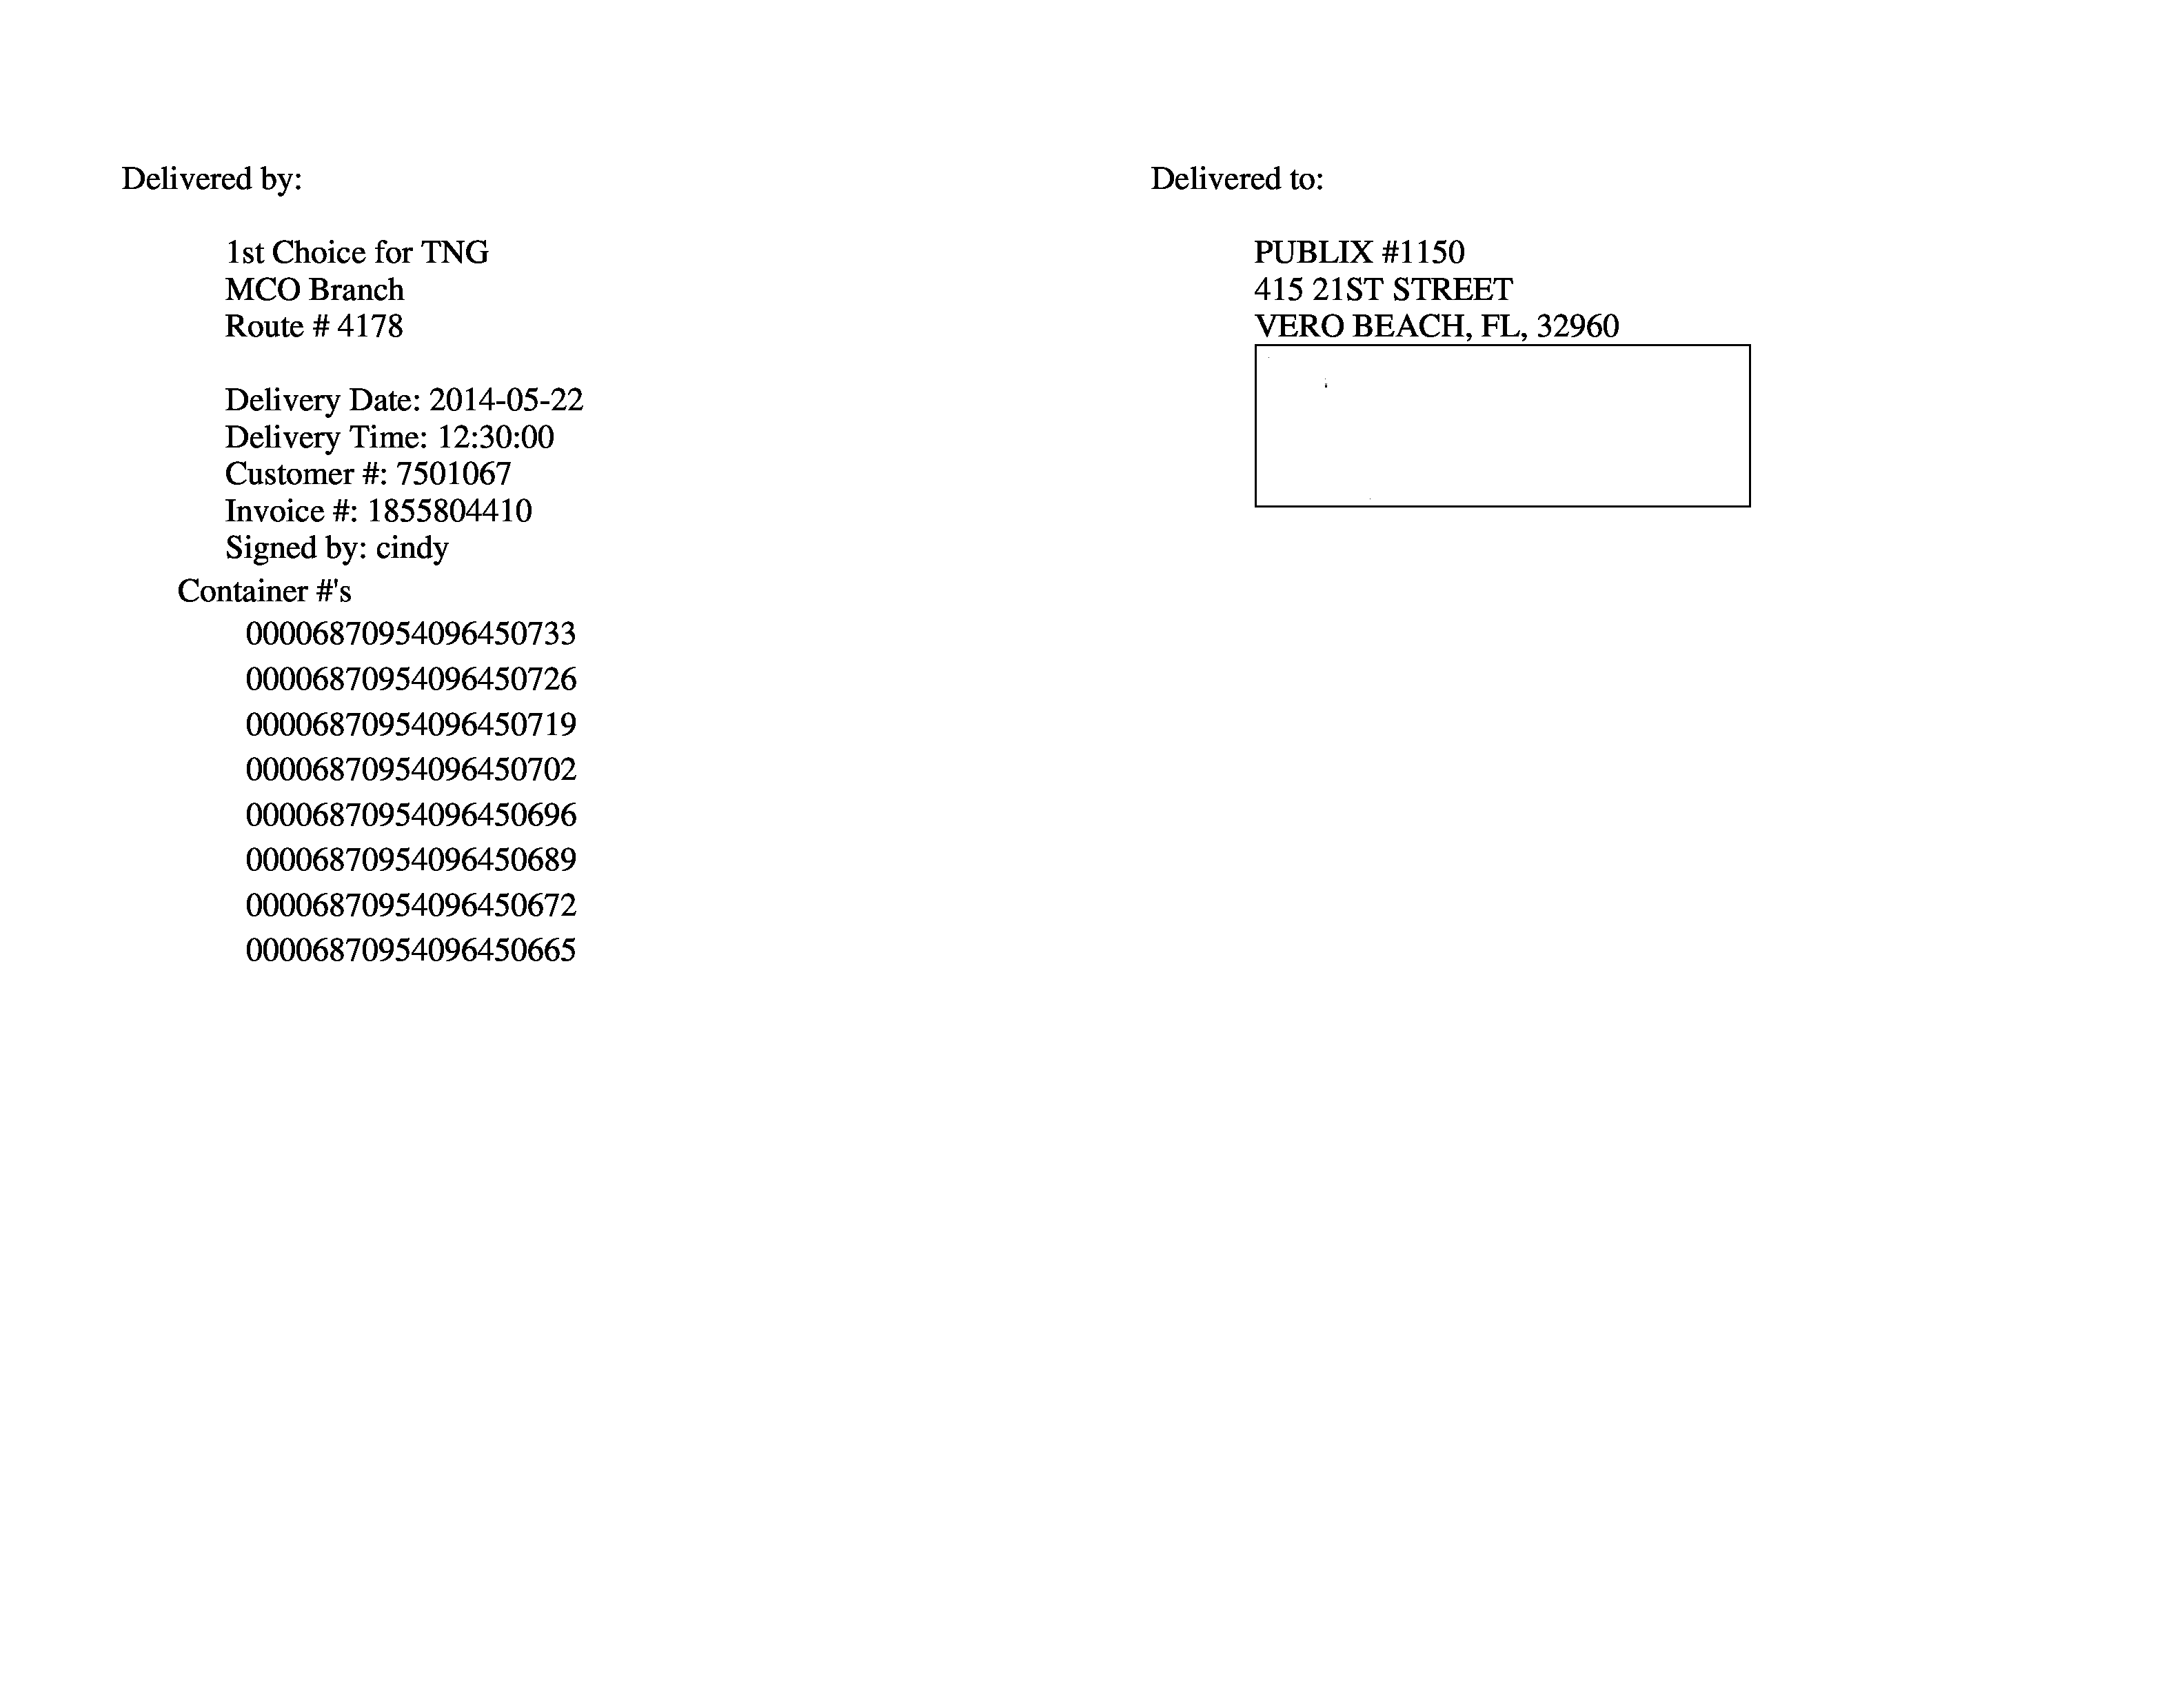 Delivered by:
1st Choice for TNG
MCO Branch
Route # 4178
Delivery Date: 2014-05-22
Delivery Time: 12:30:00
Customer #: 7501067
Invoice #: 1855804410
Signed by: cindy
Container #'s
00006870954096450733
00006870954096450726
00006870954096450719
00006870954096450702
00006870954096450696
00006870954096450689
00006870954096450672
00006870954096450665
Delivered to:
PUBLIX #1150
415 21ST STREET
VERO BEACH, FL, 32960